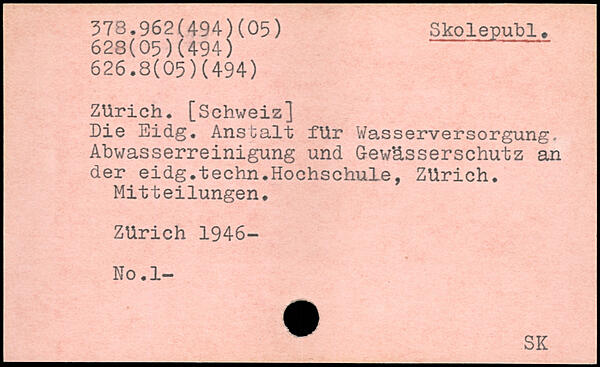 378.962(494)(05) Skolepubl.
628(05)(494)
626.8(05)(494)
Zürich. [Schweiz]
Die Eidg. Anstalt für Wasserversorgung.
Abwasserreinigung und Gewässerschutz an
der eidg.techn.Hochschule, Zürich.
Mitteilungen.
Zürich 1946-
No.1-
SK